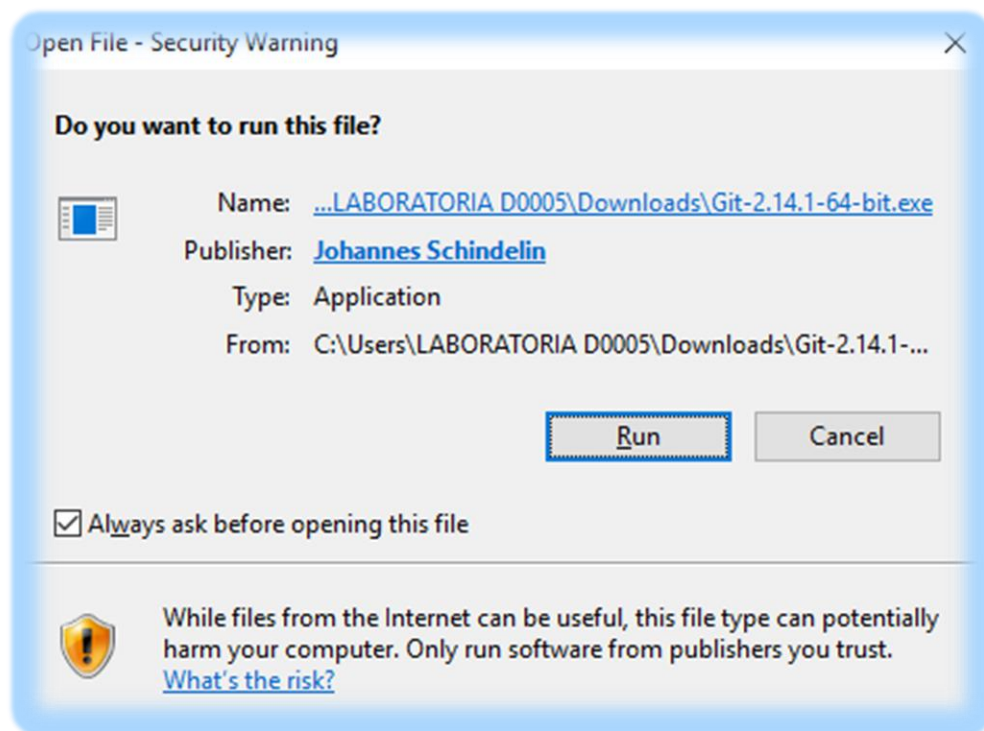 Open File - Security Warning
Do you want to run this file?
Name: ...LABORATORIA D0005\Downloads\Git-2.14.1-64-bit.exe
Publisher: Johannes Schindelin
Type: Application
From: C:\Users\LABORATORIA D0005\Downloads\Git-2.14.1-...
Run Cancel
Always ask before opening this file
While files from the Internet can be useful, this file type can potentially
harm your computer. Only run software from publishers you trust.
What's the risk?